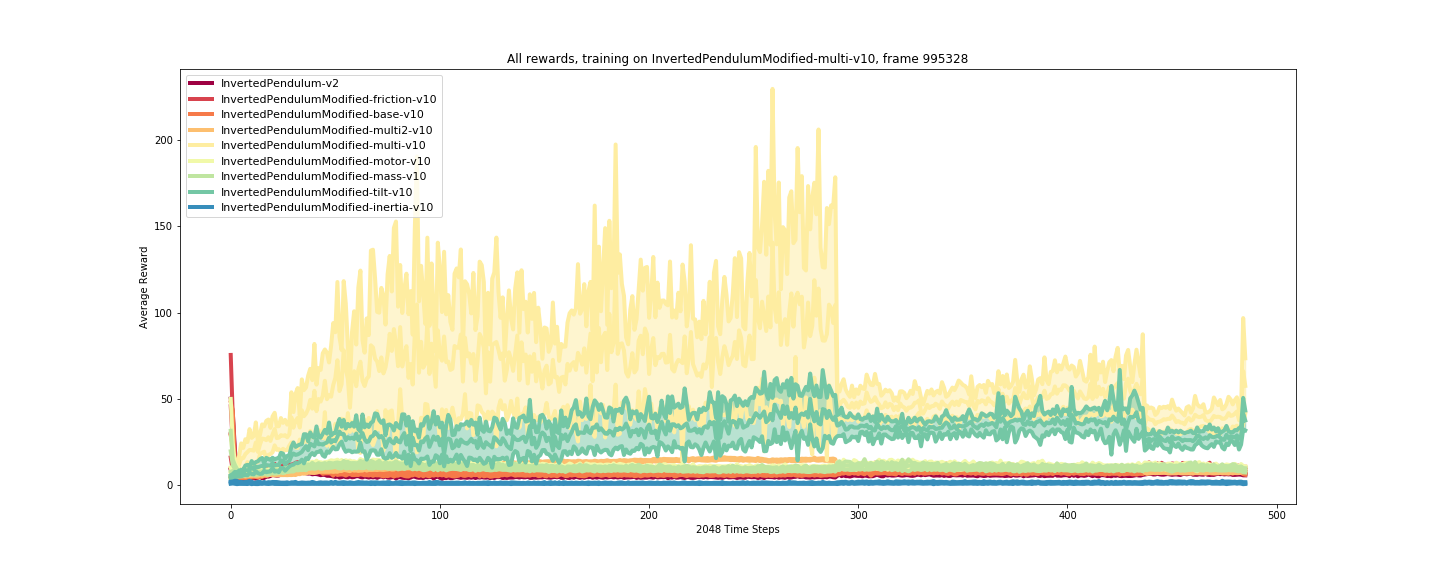 All rewards, training on InvertedPendulumModified-multi-v10, frame 995328
InvertedPendulum-v2
InvertedPendulumModified-friction-v10
InvertedPendulumModified-base-v10
InvertedPendulumModified-multi2-v10
InvertedPendulumModified-multi-v10
InvertedPendulumModified-motor-v10
InvertedPendulumModified-mass-v10
InvertedPendulumModified-tilt-v10
InvertedPendulumModified-inertia-v10
Average Reward
200
150
100
50
0
0 100 200 300 400 500
2048 Time Steps